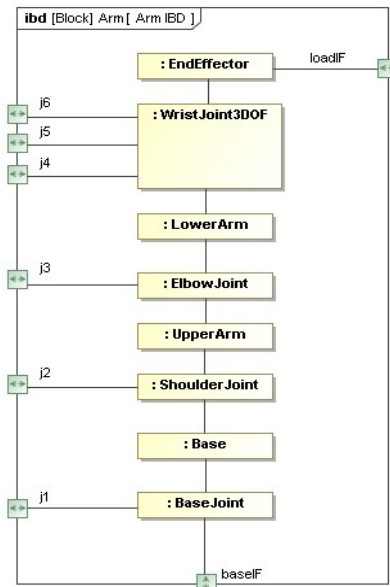 ibd [Block] Arm [ Arm IBD ]
: EndEffector
loadIF
j6
: WristJoint3DOF
j5
j4
: LowerArm
j3
: ElbowJoint
: UpperArm
j2
: ShoulderJoint
: Base
j1
: BaseJoint
baseIF